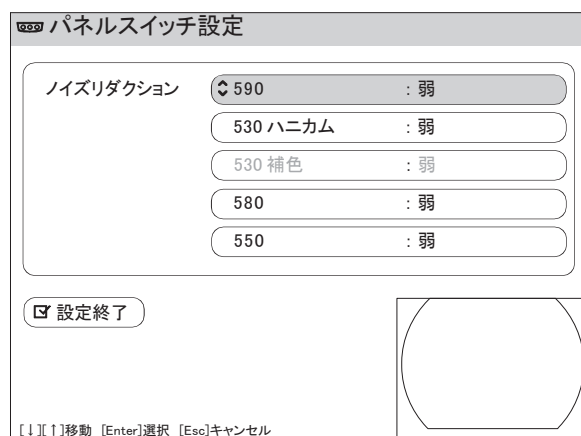 パネルスイッチ設定
ノイズリダクション
590 : 弱
530 ハニカム : 弱
530 補色 : 弱
580 : 弱
550 : 弱
設定終了
[↓][↑]移動 [Enter]選択 [Esc]キャンセル